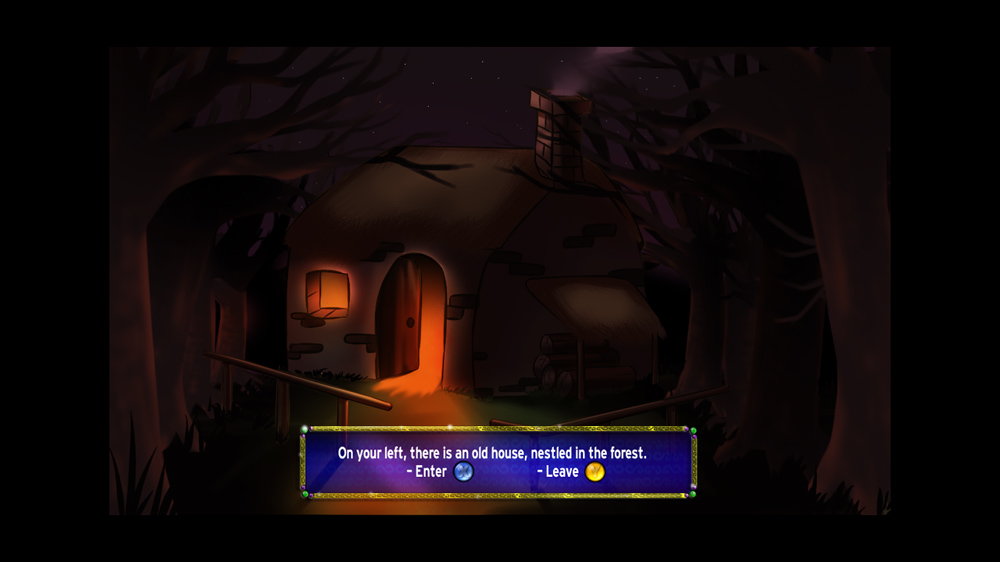 On your left, there is an old house, nestled in the forest.
- Enter X - Leave Y